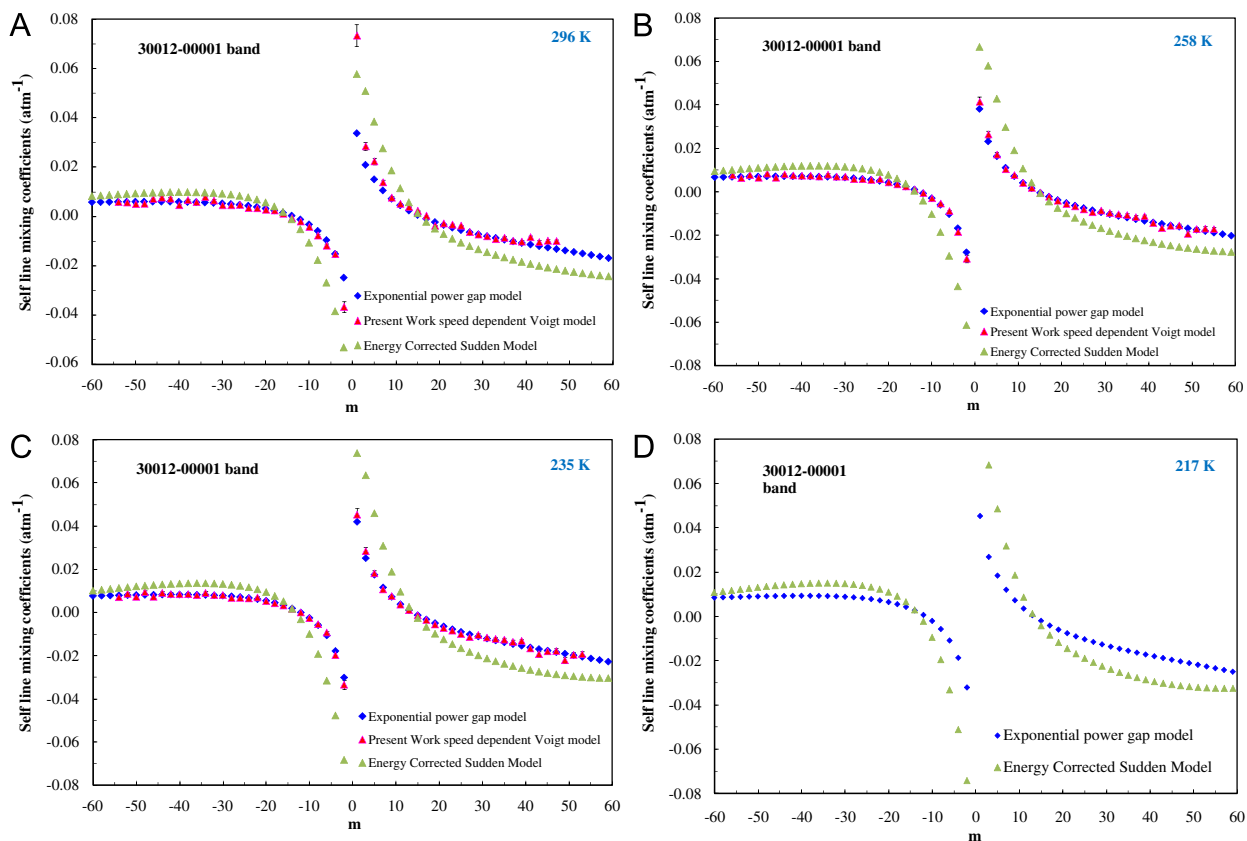 A
30012-00001 band
296 K
Self line mixing coefficients (atm-1)
0.08
0.06
0.04
0.02
0.00
-0.02
-0.04
-0.06
Exponential power gap model
Present Work speed dependent Voigt model
Energy Corrected Sudden Model
-60 -50 -40 -30 -20 -10 0 10 20 30 40 50 60
m
B
30012-00001 band
258 K
Self line mixing coefficients (atm-1)
0.08
0.06
0.04
0.02
0.00
-0.02
-0.04
-0.06
-0.08
Exponential power gap model
Present Work speed dependent Voigt model
Energy Corrected Sudden Model
-60 -50 -40 -30 -20 -10 0 10 20 30 40 50 60
m
C
30012-00001 band
235 K
Self line mixing coefficients (atm-1)
0.08
0.06
0.04
0.02
0.00
-0.02
-0.04
-0.06
-0.08
Exponential power gap model
Present Work speed dependent Voigt model
Energy Corrected Sudden Model
-60 -50 -40 -30 -20 -10 0 10 20 30 40 50 60
m
D
30012-00001
band
217 K
Self line mixing coefficients (atm-1)
0.08
0.06
0.04
0.02
0.00
-0.02
-0.04
-0.06
-0.08
Exponential power gap model
Energy Corrected Sudden Model
-60 -50 -40 -30 -20 -10 0 10 20 30 40 50 60
m